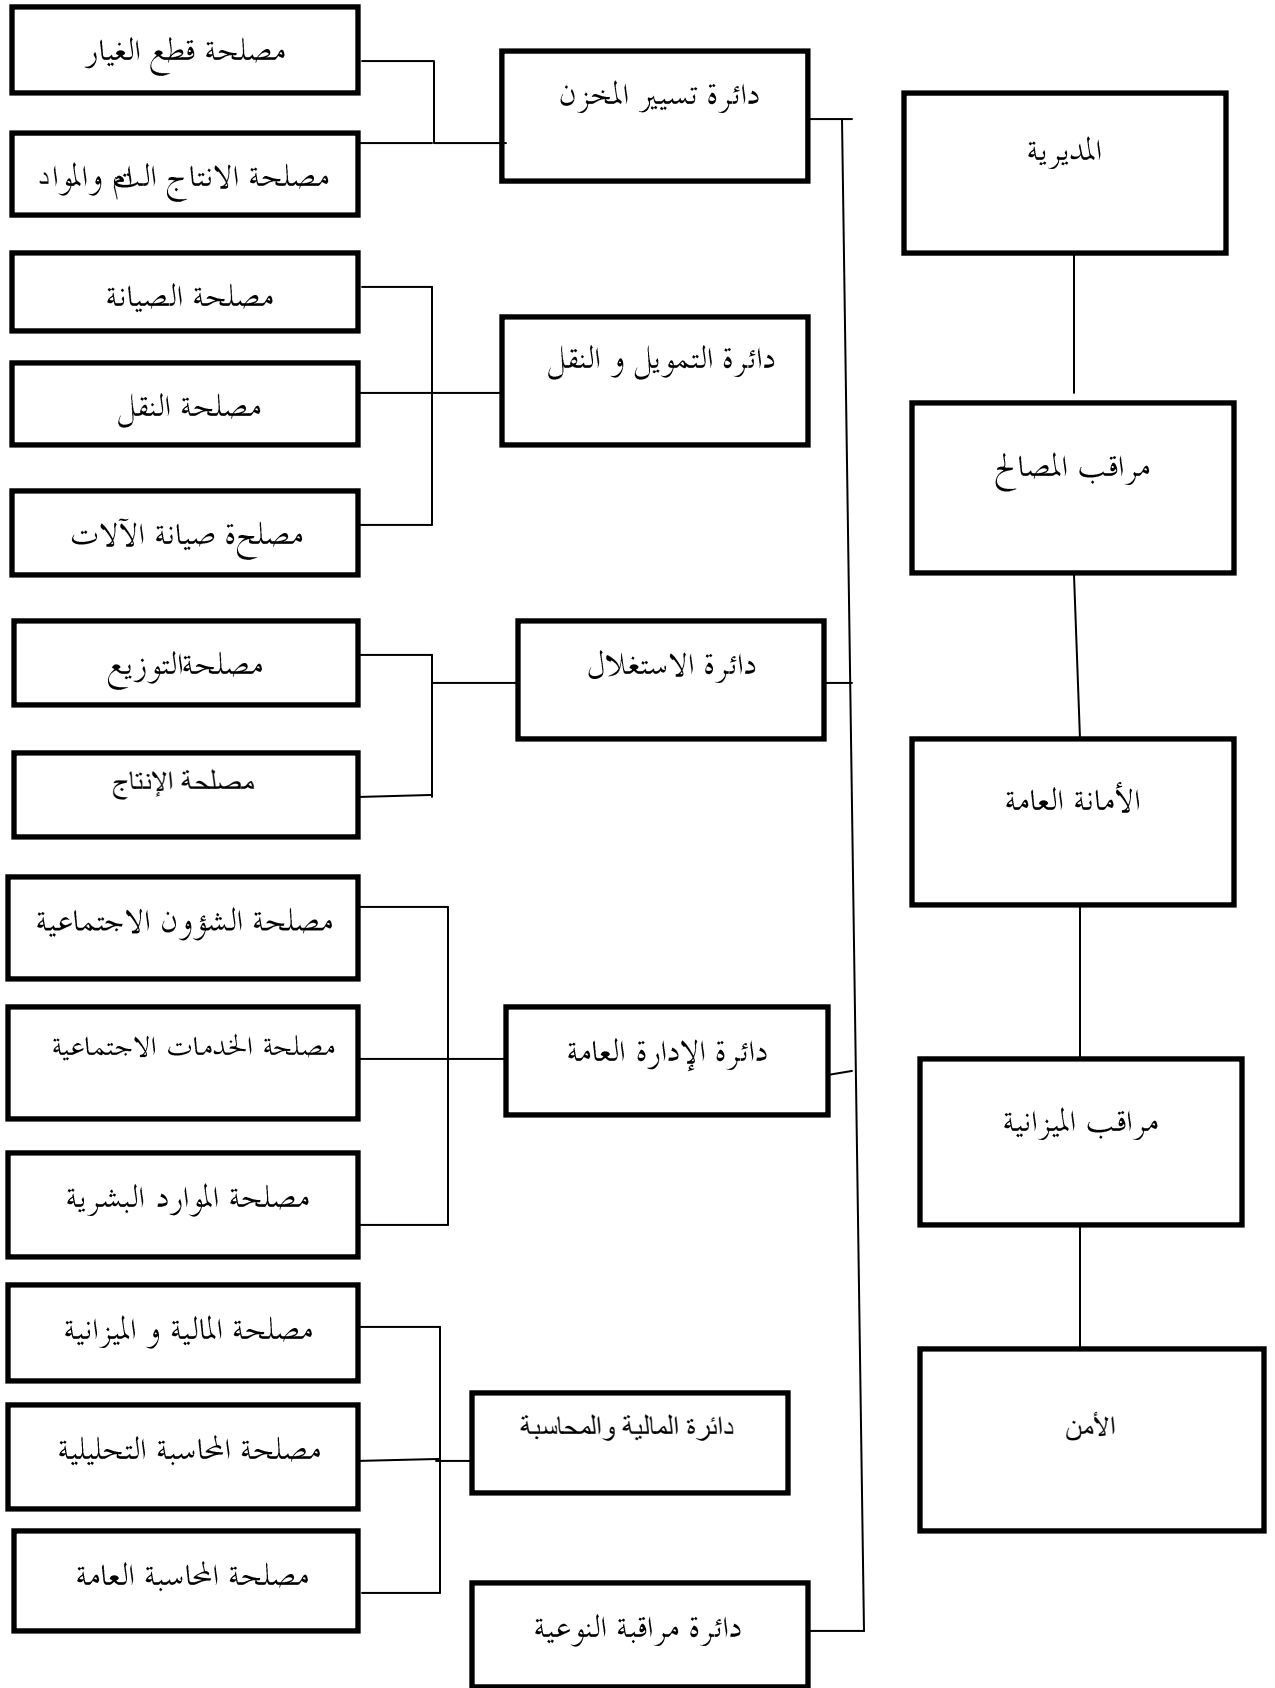 المديرية
مراقب المصالح
الأمانة العامة
مراقب الميزانية
الأمن
دائرة تسيير المخزن
دائرة التمويل و النقل
دائرة الاستغلال
دائرة الإدارة العامة
دائرة المالية والمحاسبة
دائرة مراقبة النوعية
مصلحة قطع الغيار
مصلحة الانتاج التام والمواد
مصلحة الصيانة
مصلحة النقل
مصلحة صيانة الآلات
مصلحةالتوزيع
مصلحة الإنتاج
مصلحة الشؤون الاجتماعية
مصلحة الخدمات الاجتماعية
مصلحة الموارد البشرية
مصلحة المالية و الميزانية
مصلحة المحاسبة التحليلية
مصلحة المحاسبة العامة